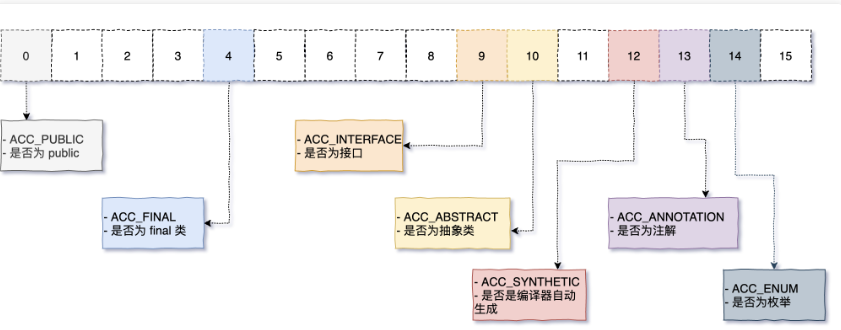 0 1 2 3 4 5 6 7 8 9 10 11 12 13 14 15
- ACC_PUBLIC
- 是否为 public
- ACC_INTERFACE
- 是否为接口
- ACC_FINAL
- 是否为 final 类
- ACC_ABSTRACT
- 是否为抽象类
- ACC_ANNOTATION
- 是否为注解
- ACC_SYNTHETIC
- 是否是编译器自动
生成
- ACC_ENUM
- 是否为枚举